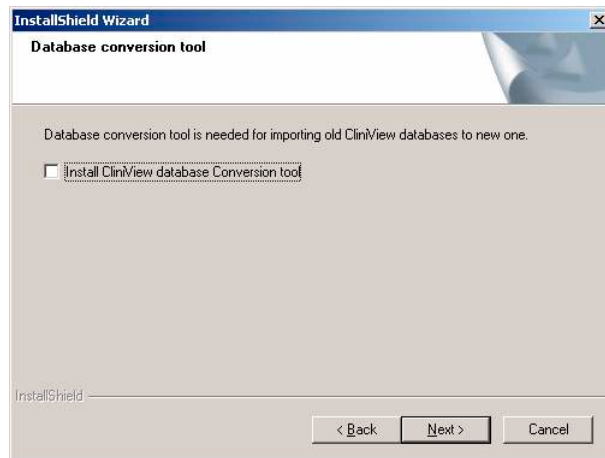 InstallShield Wizard
Database conversion tool
Database conversion tool is needed for importing old CliniView databases to new one.
Install CliniView database Conversion tool
InstallShield
< Back
Next >
Cancel